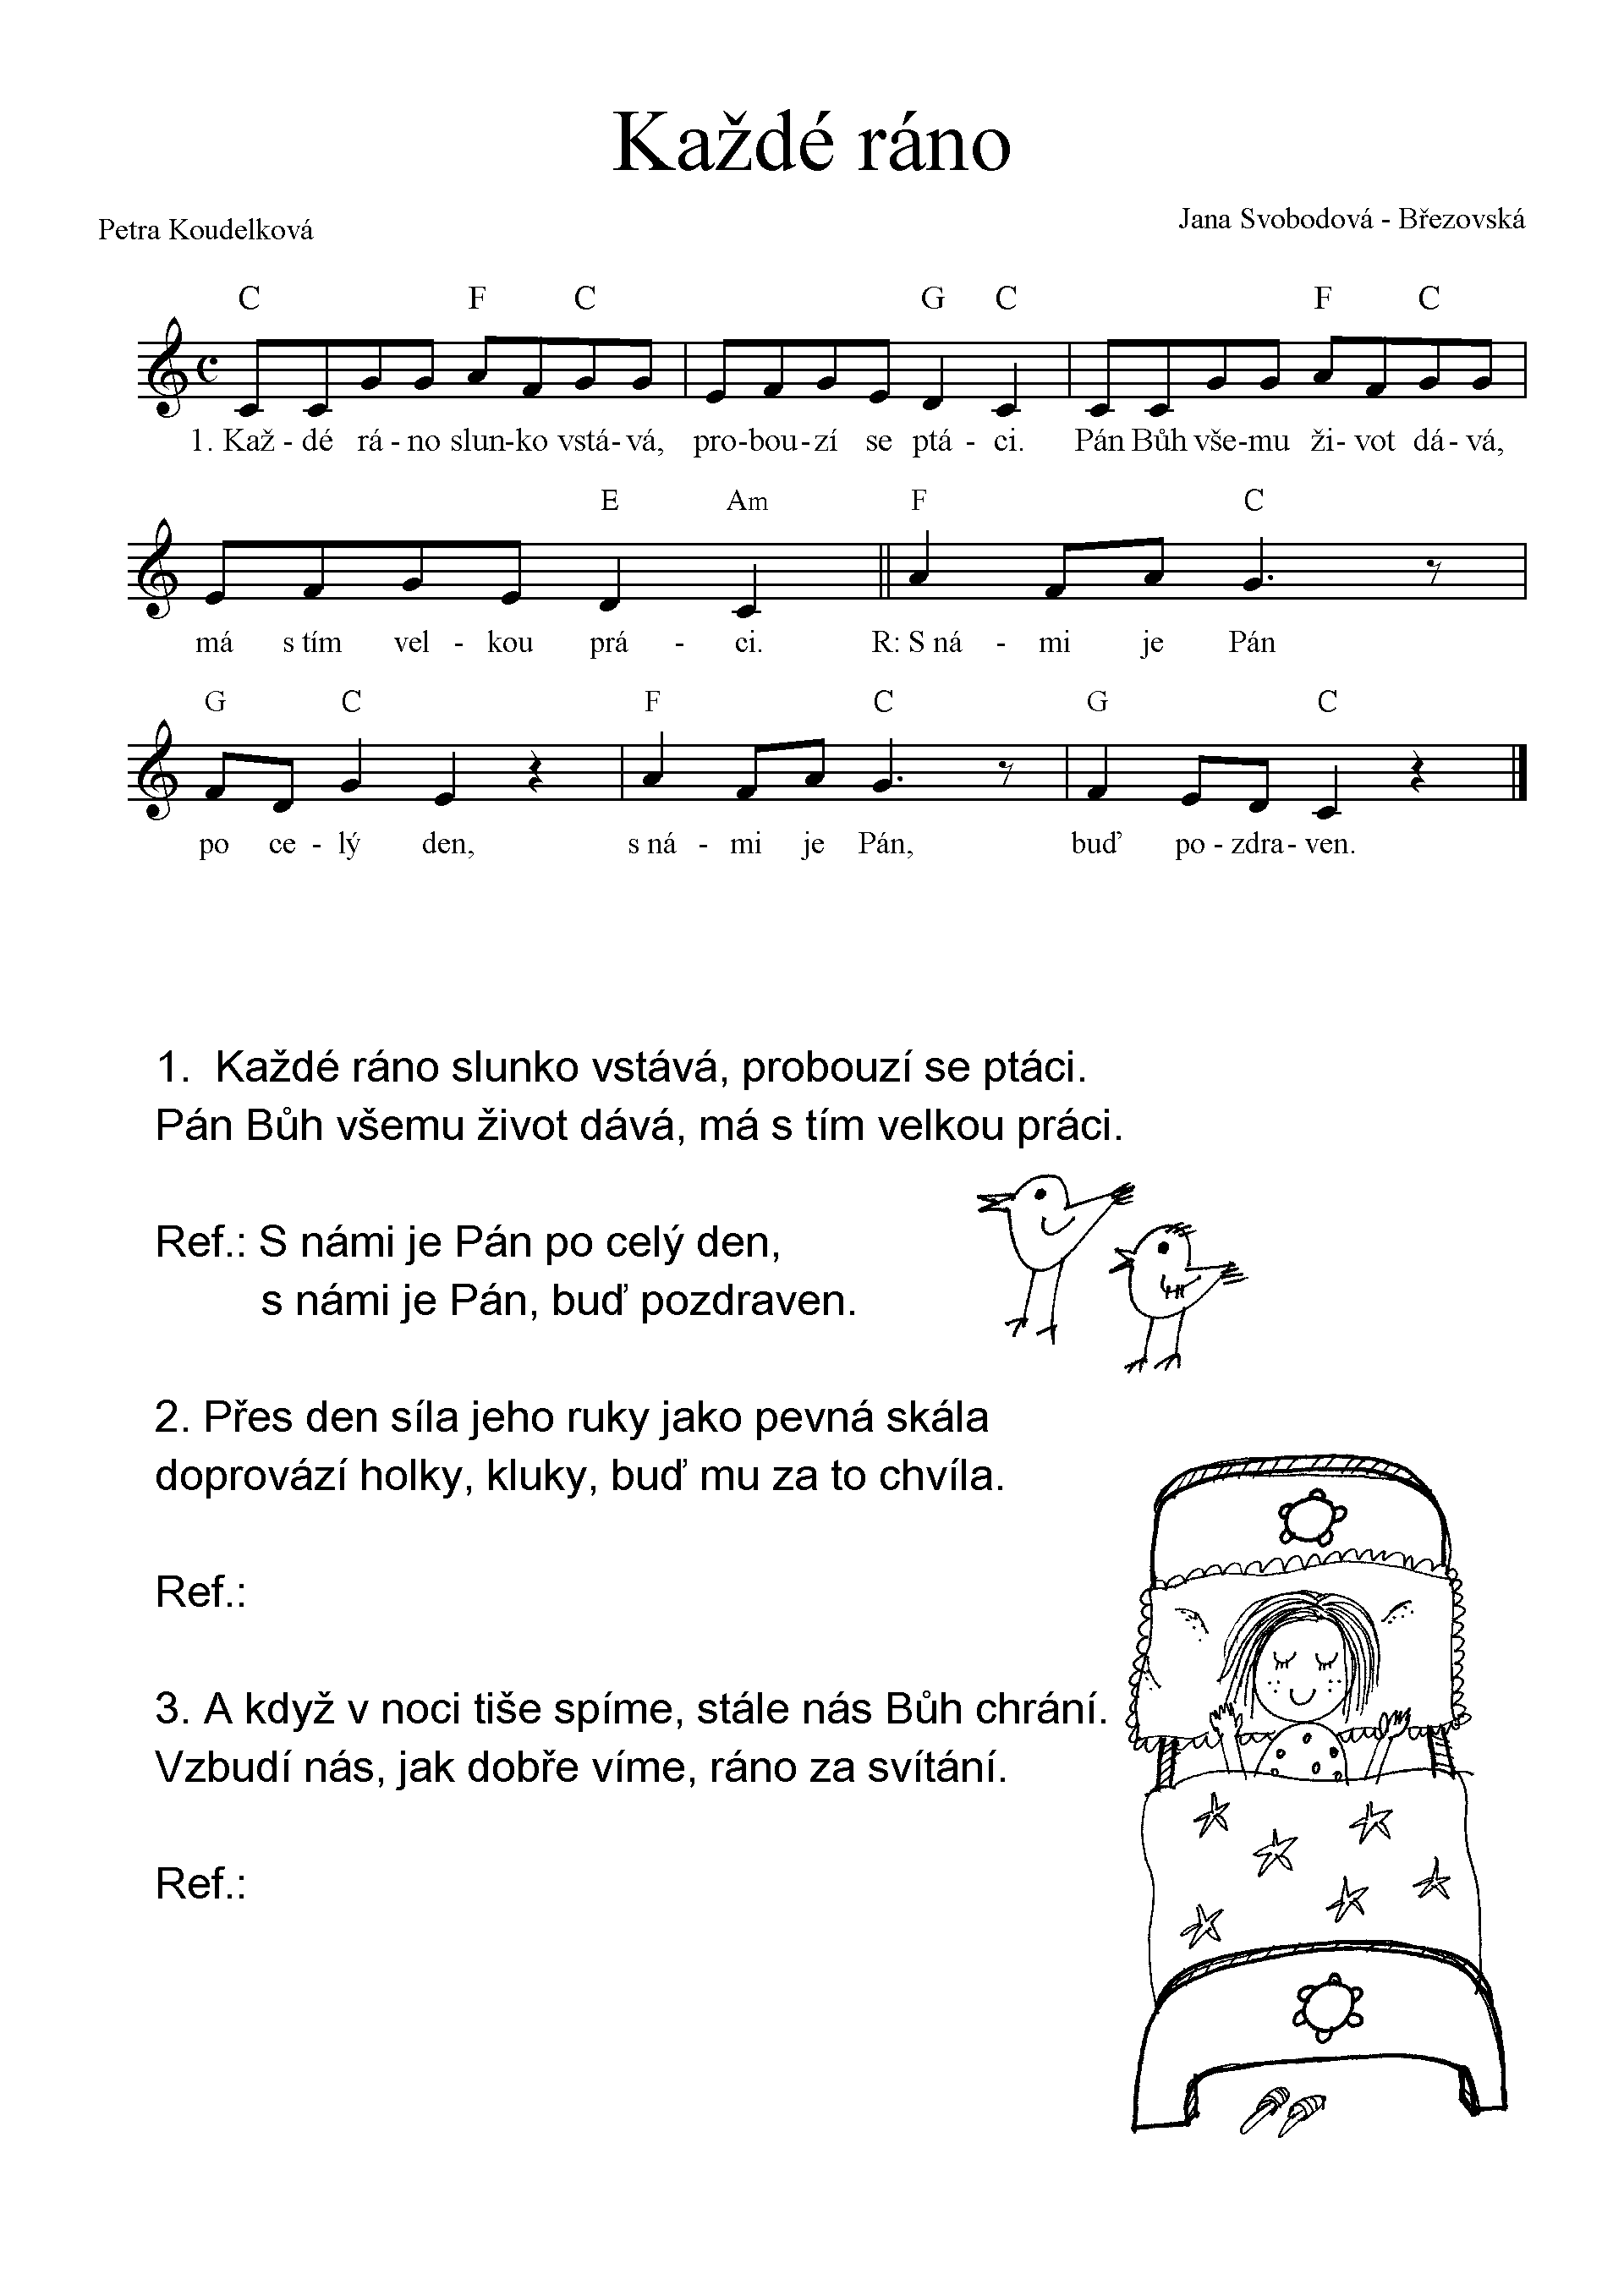 Každé ráno
Petra Koudelková
Jana Svobodová - Březovská
C F C G C F C
1. Kaž - dé rá - no slun-ko vstá- vá, pro-bou-zí se ptá - ci. Pán Bůh vše-mu ži- vot dá- vá,
E Am F C
má s tím vel - kou prá - ci. R: S ná - mi je Pán
G C F C G C
po ce - lý den, s ná - mi je Pán, buď po - zdra- ven.
1. Každé ráno slunko vstává, probouzí se ptáci.
Pán Bůh všemu život dává, má s tím velkou práci.
Ref.: S námi je Pán po celý den,
s námi je Pán, buď pozdraven.
2. Přes den síla jeho ruky jako pevná skála
doprovází holky, kluky, buď mu za to chvíla.
Ref.:
3. A když v noci tiše spíme, stále nás Bůh chrání.
Vzbudí nás, jak dobře víme, ráno za svítání.
Ref.: